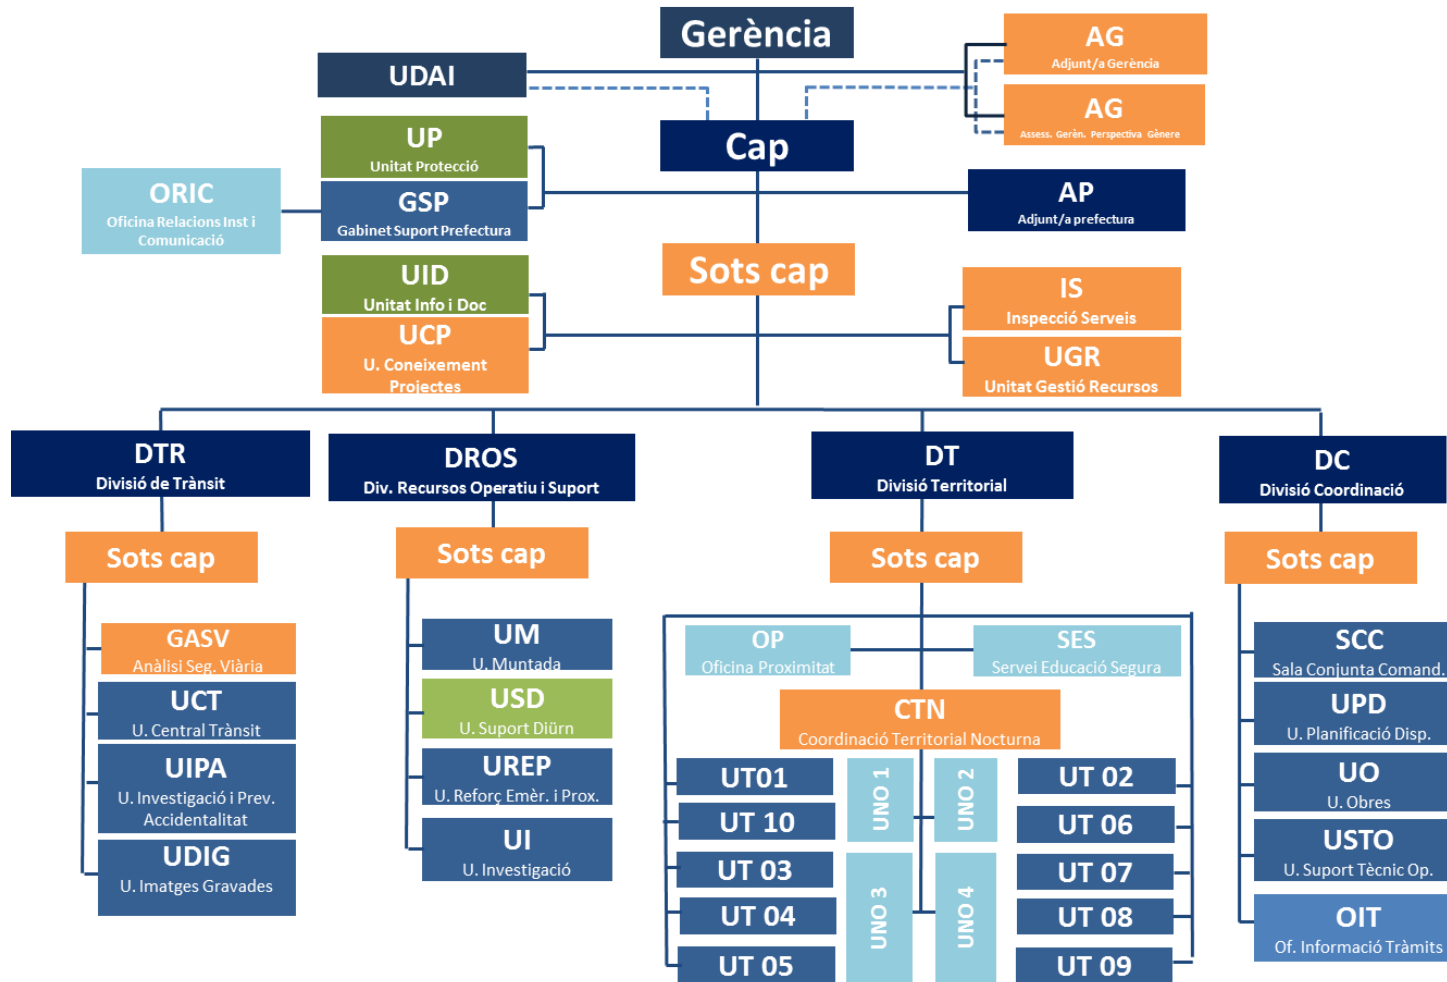 Gerència
UDAI
AG
Adjunt/a Gerència
AG
Assess. Gerèn. Perspectiva Gènere
Cap
UP
Unitat Protecció
GSP
Gabinet Suport Prefectura
ORIC
Oficina Relacions Inst i
Comunicació
AP
Adjunt/a prefectura
Sots cap
UID
Unitat Info i Doc
UCP
U. Coneixement
Projectes
IS
Inspecció Serveis
UGR
Unitat Gestió Recursos
DTR
Divisió de Trànsit
DROS
Div. Recursos Operatiu i Suport
DT
Divisió Territorial
DC
Divisió Coordinació
Sots cap
Sots cap
Sots cap
Sots cap
GASV
Anàlisi Seg. Viària
UCT
U. Central Trànsit
UIPA
U. Investigació i Prev.
Accidentalitat
UDIG
U. Imatges Gravades
UM
U. Muntada
USD
U. Suport Diürn
UREP
U. Reforç Emèr. i Prox.
UI
U. Investigació
OP
Oficina Proximitat
SES
Servei Educació Segura
CTN
Coordinació Territorial Nocturna
UT01
UT 10
UT 03
UT 04
UT 05
UNO 1
UNO 2
UNO 3
UNO 4
UT 02
UT 06
UT 07
UT 08
UT 09
SCC
Sala Conjunta Comand.
UPD
U. Planificació Disp.
UO
U. Obres
USTO
U. Suport Tècnic Op.
OIT
Of. Informació Tràmits